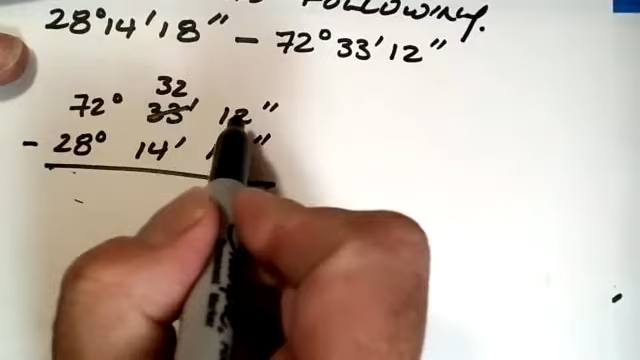 FOLLOWING.
28°14'18" - 72°33'12"
32
72° 33' 12"
- 28° 14' "